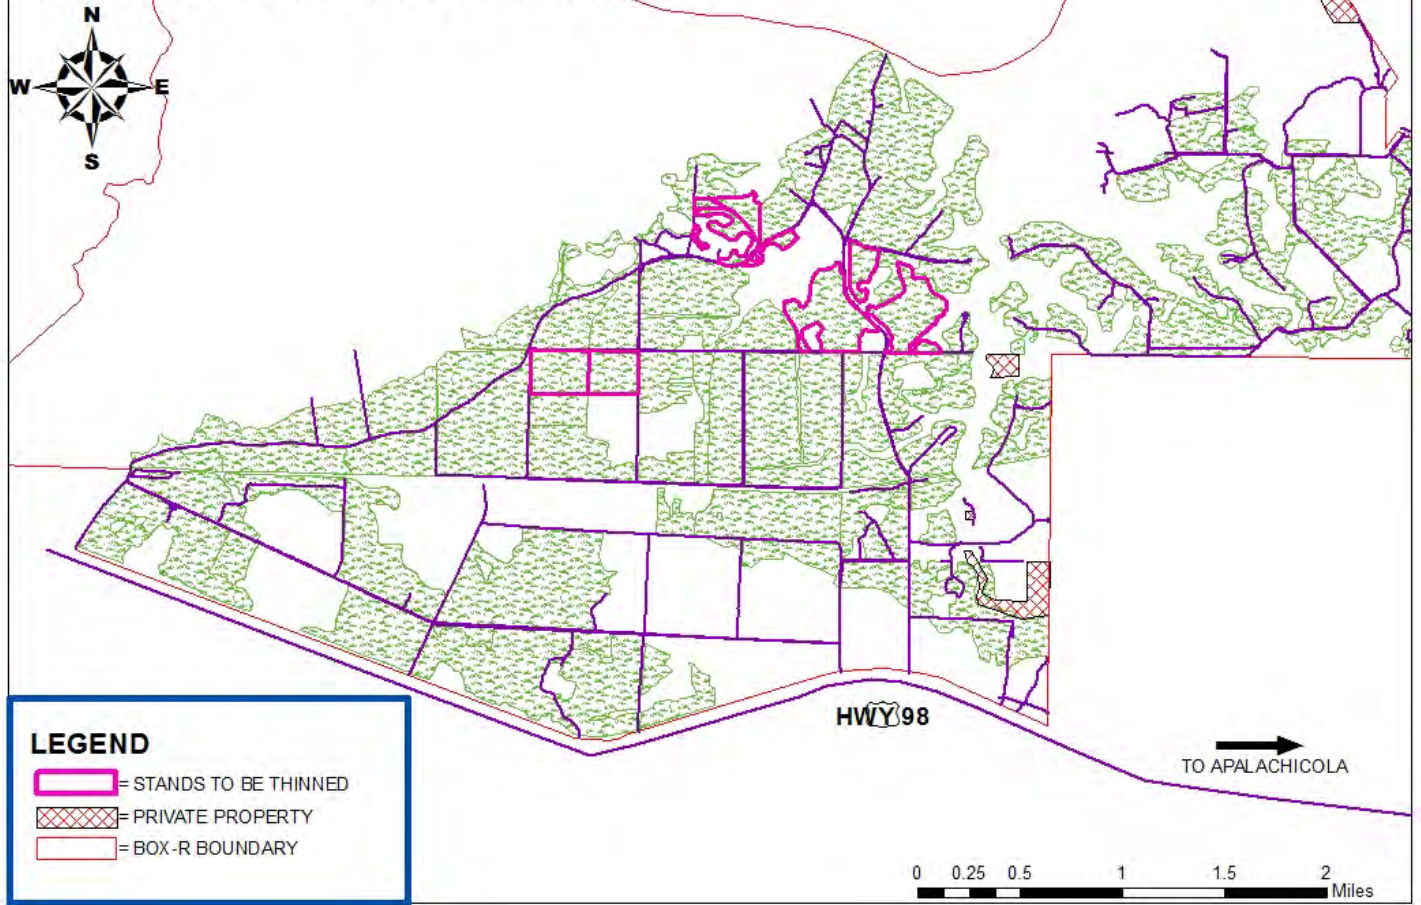 N
W E
S
HWY 98
TO APALACHICOLA
LEGEND
= STANDS TO BE THINNED
= PRIVATE PROPERTY
= BOX-R BOUNDARY
0 0.25 0.5 1 1.5 2
Miles